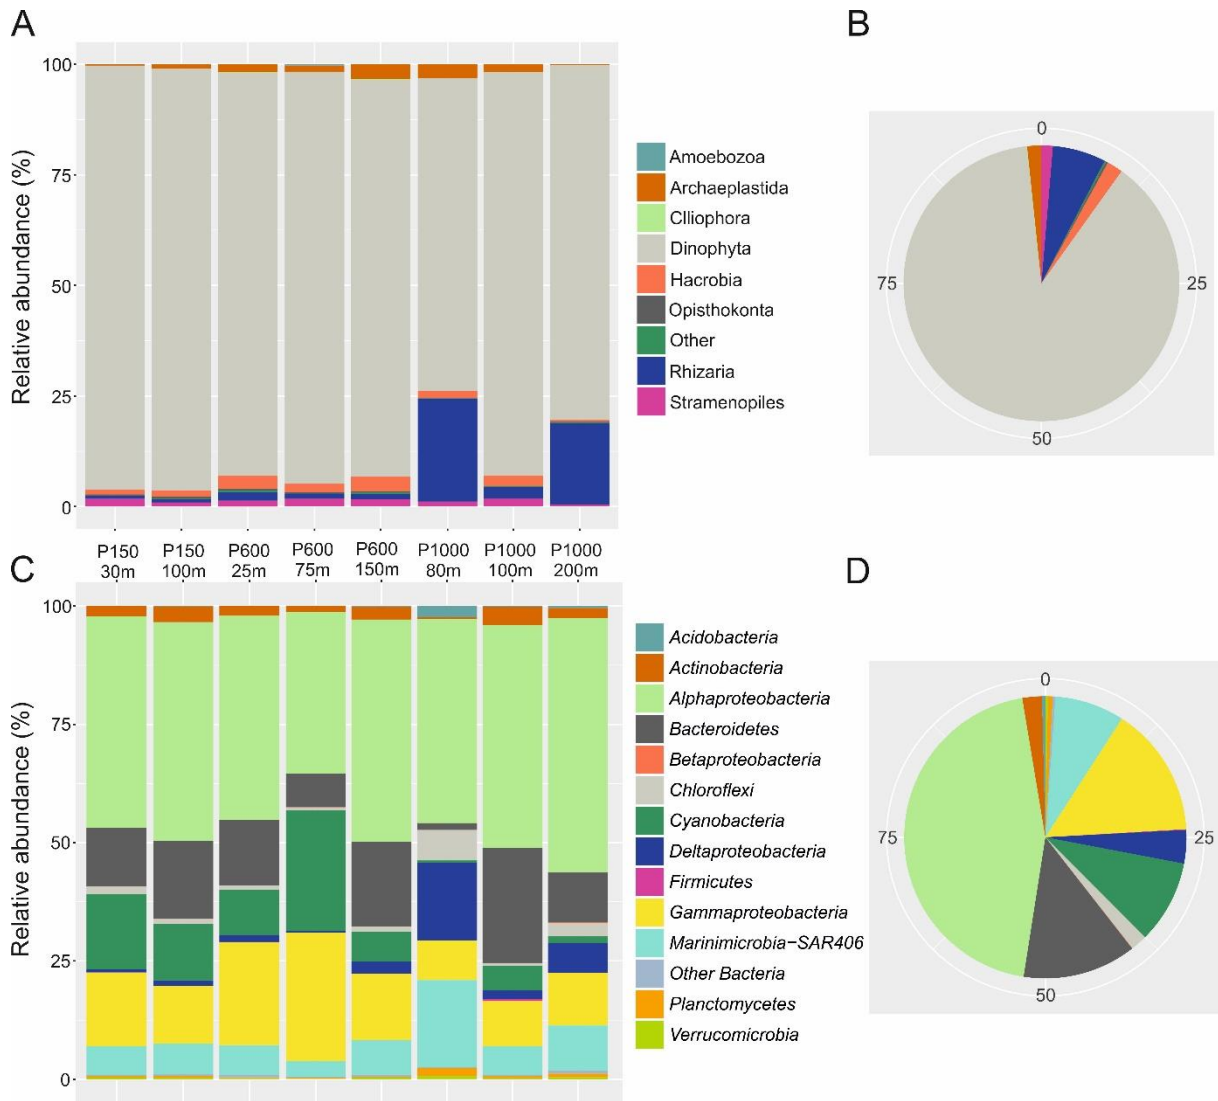 A
B
Relative abundance (%)
100
75
50
25
0
Amoebozoa
Archaeplastida
Clliophora
Dinophyta
Hacrobia
Opisthokonta
Other
Rhizaria
Stramenopiles
0
25
50
75
P150 P150 P600 P600 P600 P1000 P1000 P1000
30m 100m 25m 75m 150m 80m 100m 200m
C
D
Relative abundance (%)
100
75
50
25
0
Acidobacteria
Actinobacteria
Alphaproteobacteria
Bacteroidetes
Betaproteobacteria
Chloroflexi
Cyanobacteria
Deltaproteobacteria
Firmicutes
Gammaproteobacteria
Marinimicrobia−SAR406
Other Bacteria
Planctomycetes
Verrucomicrobia
0
25
50
75